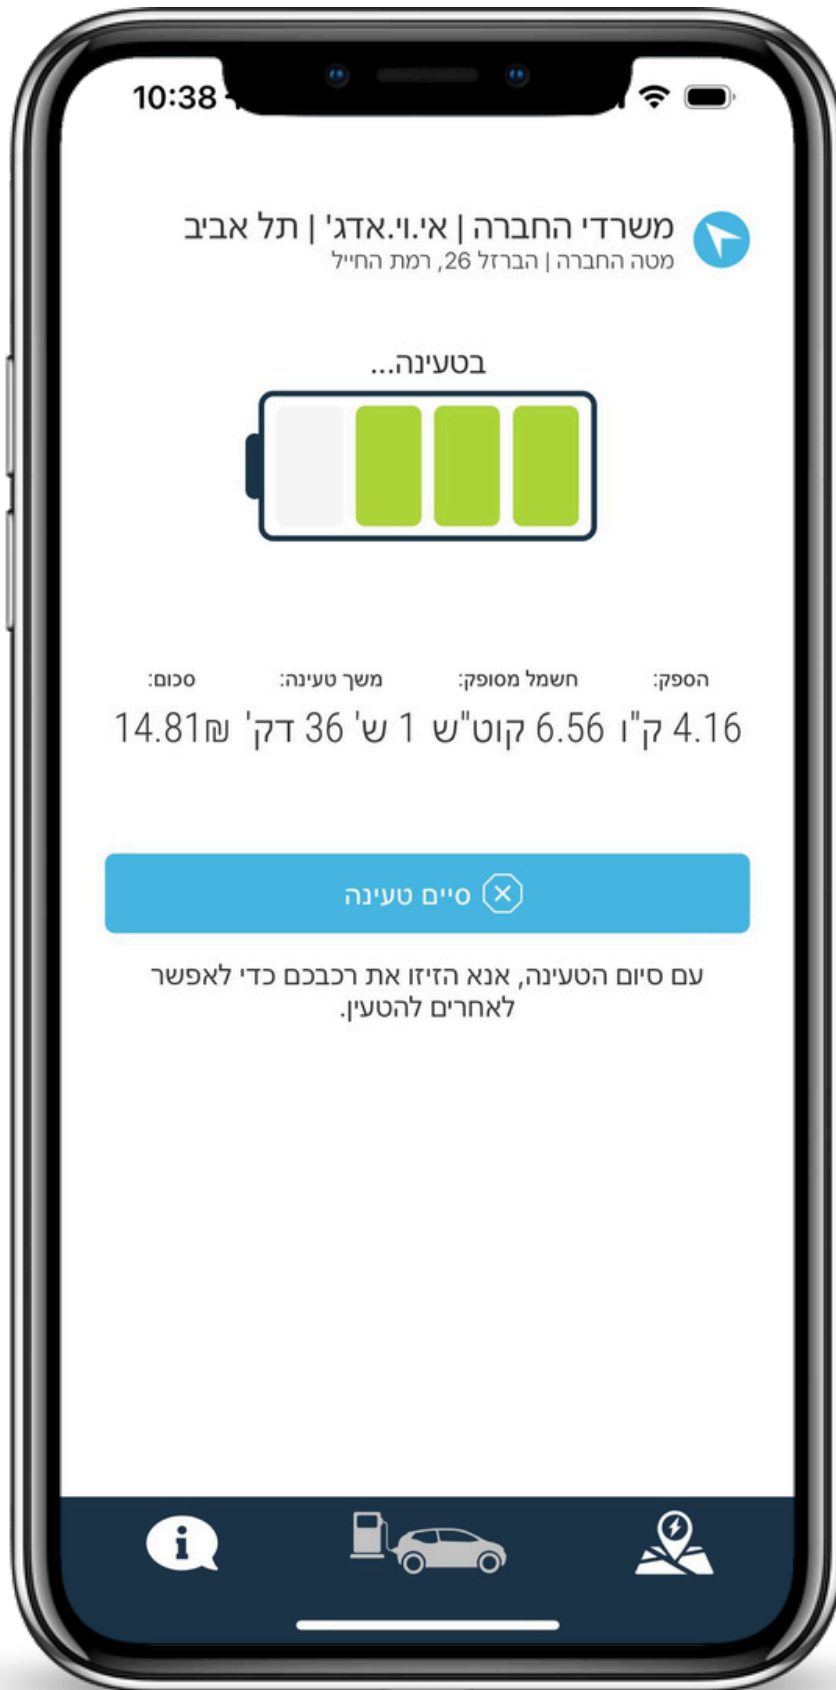 10:38
משרדי החברה | אי.וי.אדג' | תל אביב
מטה החברה | הברזל 26, רמת החייל
בטעינה...
הספק: חשמל מסופק: משך טעינה: סכום:
4.16 ק"ו 6.56 קוט"ש 1 ש' 36 דק' 14.81₪
סיים טעינה
עם סיום הטעינה, אנא הזיזו את רכבכם כדי לאפשר
לאחרים להטעין.